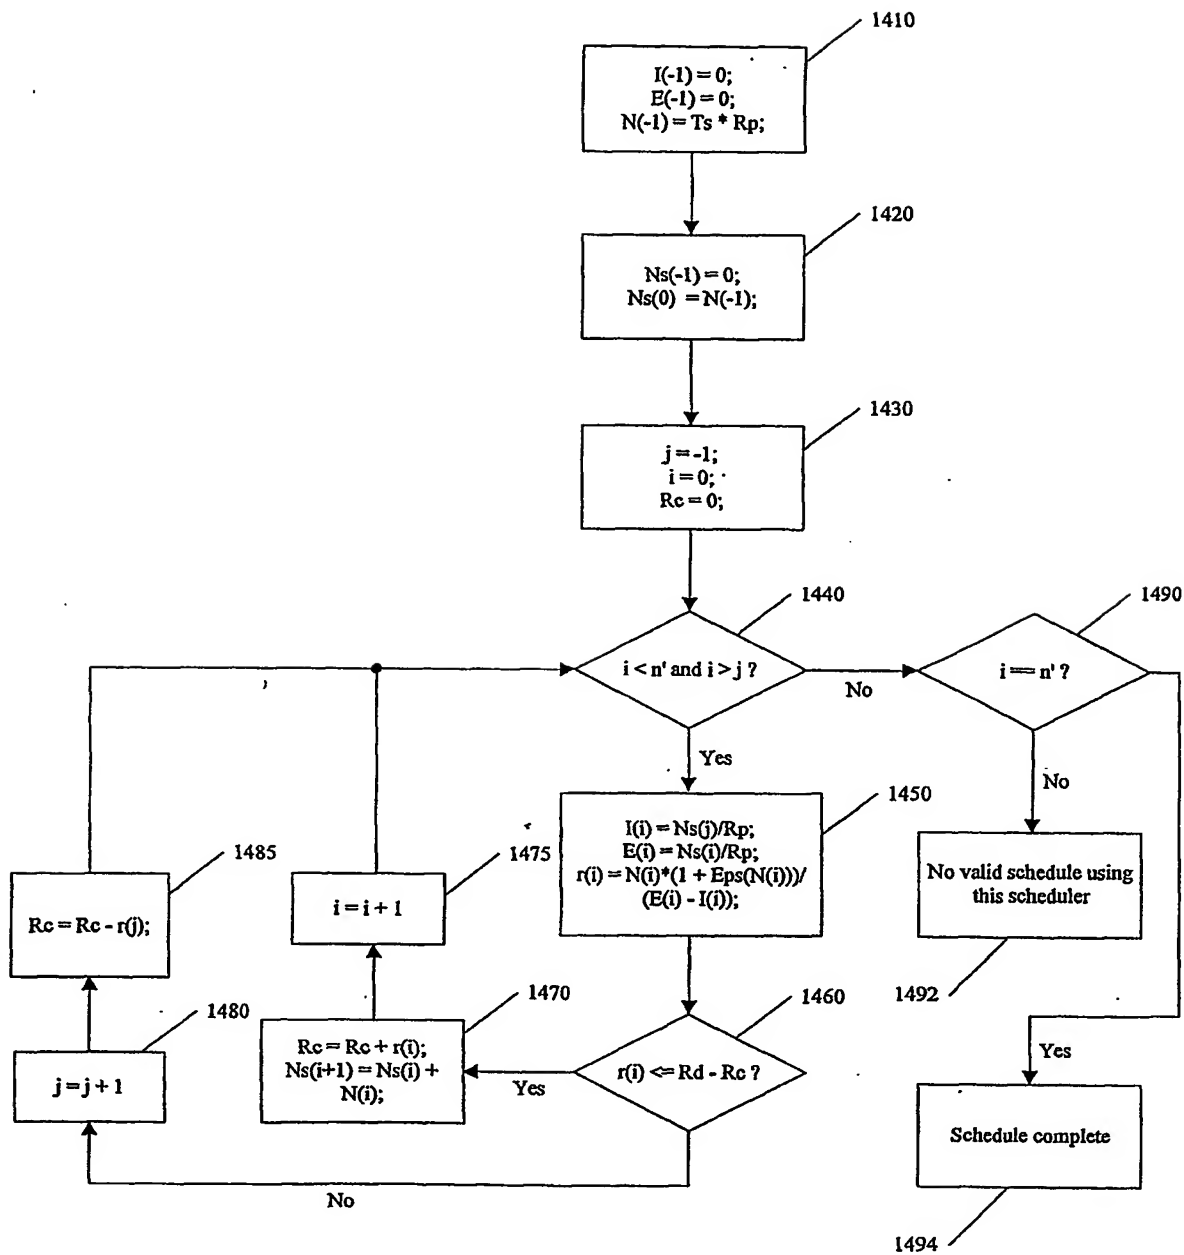 1410
I(-1) = 0;
E(-1) = 0;
N(-1) = Ts * Rp;
1420
Ns(-1) = 0;
Ns(0) = N(-1);
1430
j = -1;
i = 0;
Rc = 0;
1440
i < n' and i > j ?
No
Yes
1490
i == n' ?
No
Yes
1450
I(i) = Ns(j)/Rp;
E(i) = Ns(i)/Rp;
r(i) = N(i)*(1 + Eps(N(i)))/
(E(i) - I(i));
No valid schedule using
this scheduler
1492
1485
Rc = Rc - r(j);
1475
i = i + 1
1480
j = j + 1
1470
Rc = Rc + r(i);
Ns(i+1) = Ns(i) +
N(i);
1460
r(i) <= Rd - Rc ?
Yes
No
Schedule complete
1494